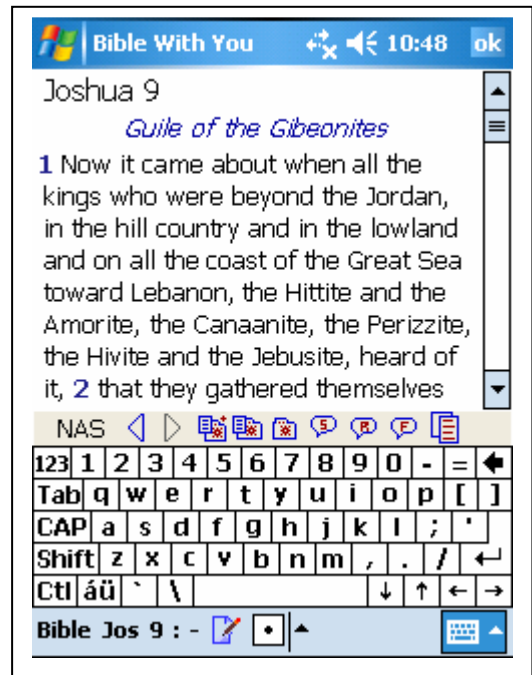 Bible With You 10:48 ok
Joshua 9
Guile of the Gibeonites
1 Now it came about when all the
kings who were beyond the Jordan,
in the hill country and in the lowland
and on all the coast of the Great Sea
toward Lebanon, the Hittite and the
Amorite, the Canaanite, the Perizzite,
the Hivite and the Jebusite, heard of
it, 2 that they gathered themselves
NAS S R F
123 1 2 3 4 5 6 7 8 9 0 - =
Tab q w e r t y u i o p [ ]
CAP a s d f g h j k l ; '
Shift z x c v b n m , . /
Ctl áü ` \ ↓ ↑ ← →
Bible Jos 9 : -